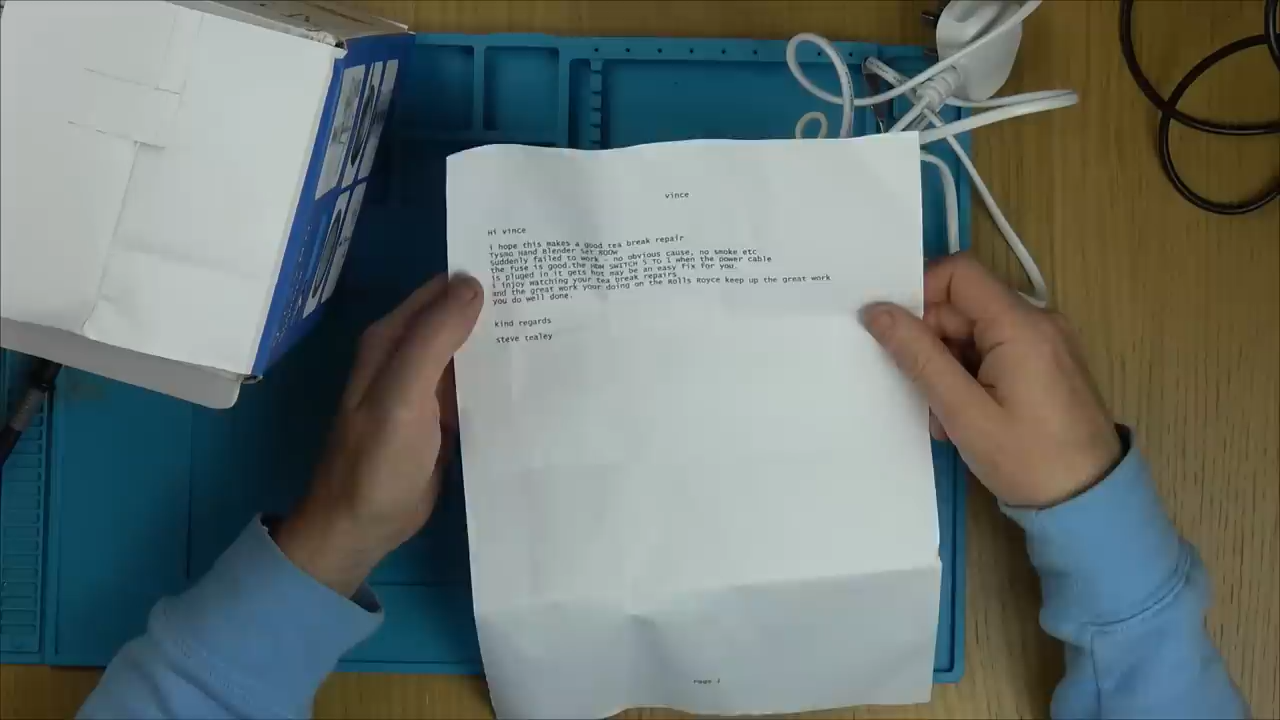 vince
Hi vince
i hope this makes a good tea break repair
Tysmo Hand Blender Set 800W
suddenly failed to work - no obvious cause, no smoke etc
the fuse is good.the SWITCH 5 TO 1 when the power cable
is pluged in it gets hot may be an easy fix for you.
i injoy watching your tea break repairs
and the great work your doing on the Rolls Royce keep up the great work
you do well done.
kind regards
steve tealey
Page 1